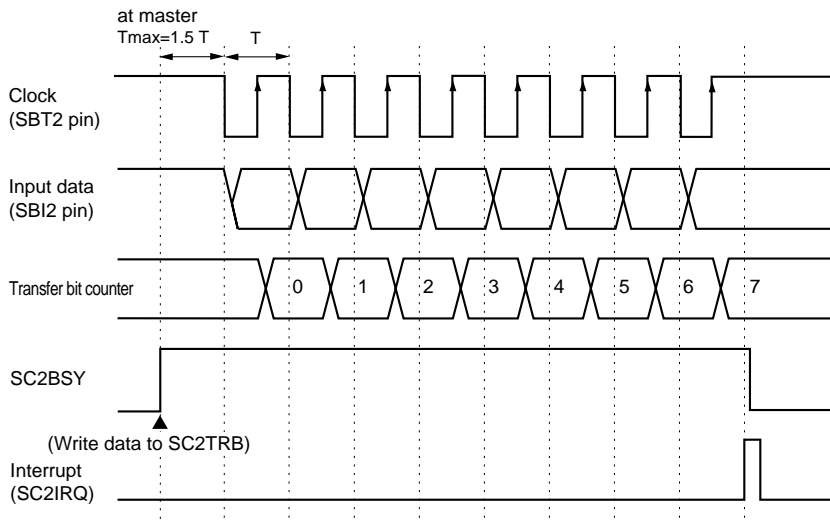 at master
Tmax=1.5 T
T
Clock
(SBT2 pin)
Input data
(SBI2 pin)
Transfer bit counter
0 1 2 3 4 5 6 7
SC2BSY
(Write data to SC2TRB)
Interrupt
(SC2IRQ)